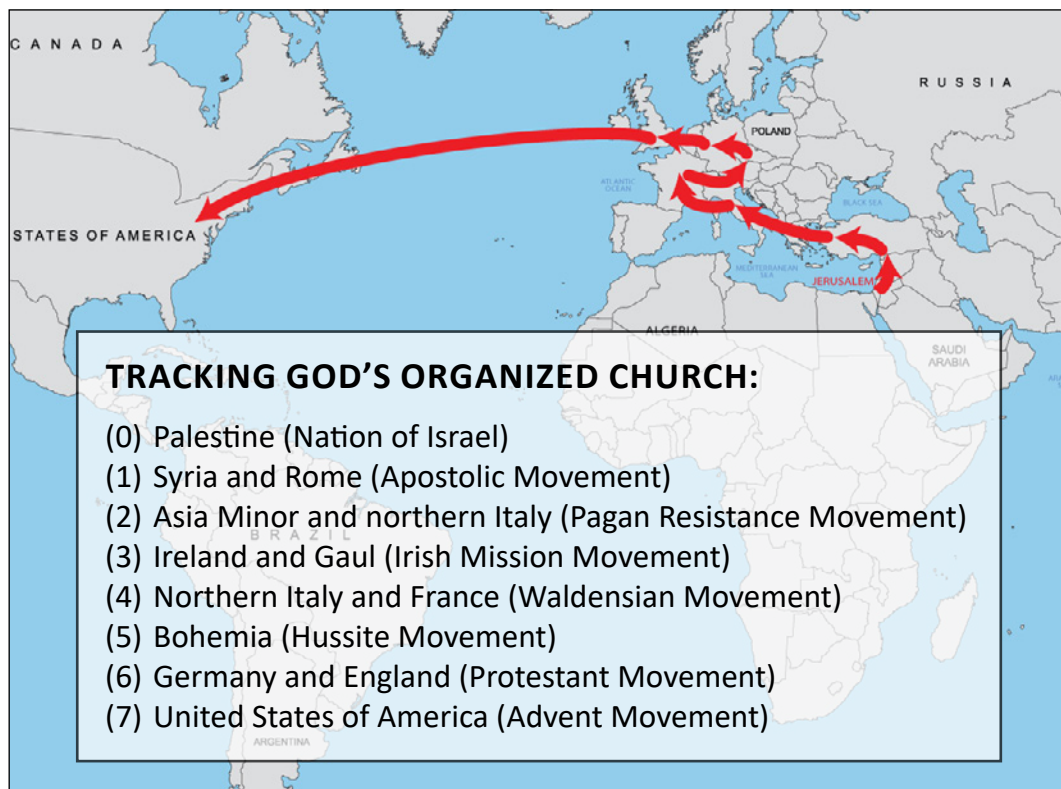 CANADA
RUSSIA
POLAND
ATLANTIC
OCEAN
BLACK SEA
STATES OF AMERICA
MEDITERRANEAN
SEA
JERUSALEM
ALGERIA
SAUDI
ARABIA
TRACKING GOD'S ORGANIZED CHURCH:
(0) Palestine (Nation of Israel)
(1) Syria and Rome (Apostolic Movement)
(2) Asia Minor and northern Italy (Pagan Resistance Movement)
BRAZIL
(3) Ireland and Gaul (Irish Mission Movement)
(4) Northern Italy and France (Waldensian Movement)
(5) Bohemia (Hussite Movement)
(6) Germany and England (Protestant Movement)
(7) United States of America (Advent Movement)
ARGENTINA